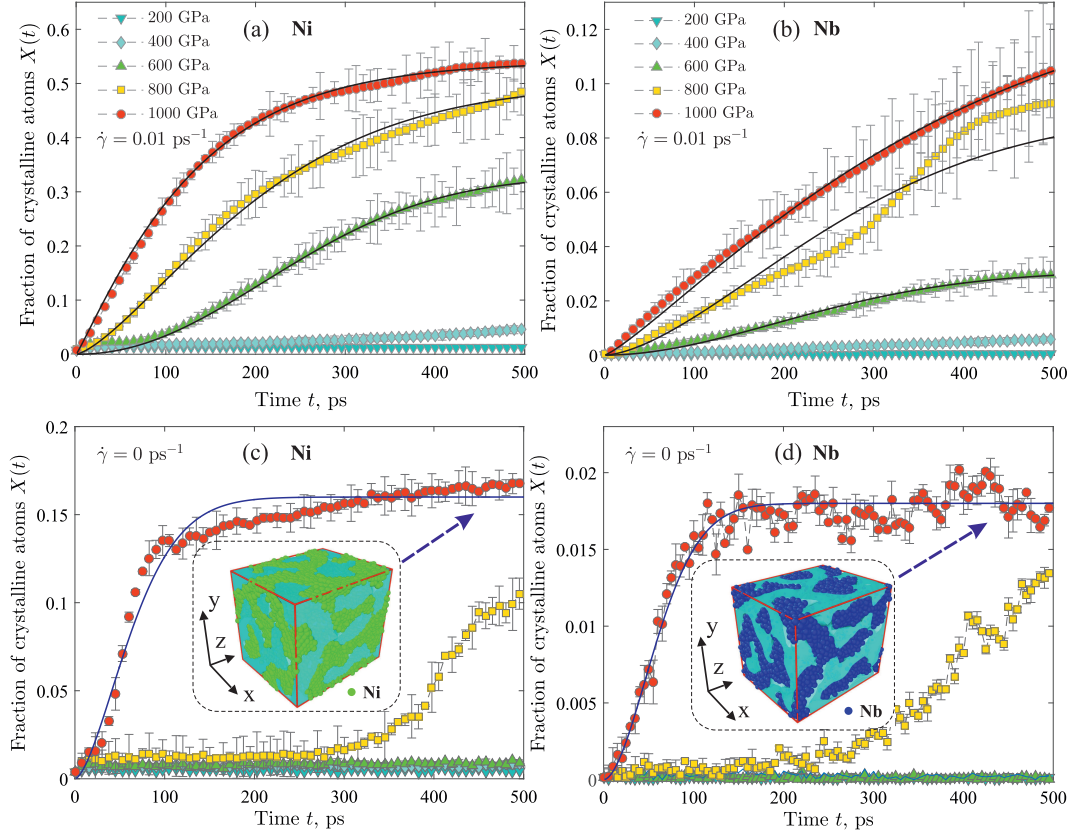 (a) Ni
200 GPa
400 GPa
600 GPa
800 GPa
1000 GPa
γ̇ = 0.01 ps⁻¹
Fraction of crystalline atoms X(t)
0.6
0.5
0.4
0.3
0.2
0.1
0
0 100 200 300 400 500
Time t, ps
(b) Nb
200 GPa
400 GPa
600 GPa
800 GPa
1000 GPa
γ̇ = 0.01 ps⁻¹
Fraction of crystalline atoms X(t)
0.12
0.08
0.04
0.02
0
0 100 200 300 400 500
Time t, ps
γ̇ = 0 ps⁻¹
(c) Ni
Fraction of crystalline atoms X(t)
0.2
0.15
0.1
0.05
0
y
z
x
Ni
0 100 200 300 400 500
Time t, ps
γ̇ = 0 ps⁻¹
(d) Nb
Fraction of crystalline atoms X(t)
0.02
0.015
0.01
0.005
0
y
z
x
Nb
0 100 200 300 400 500
Time t, ps